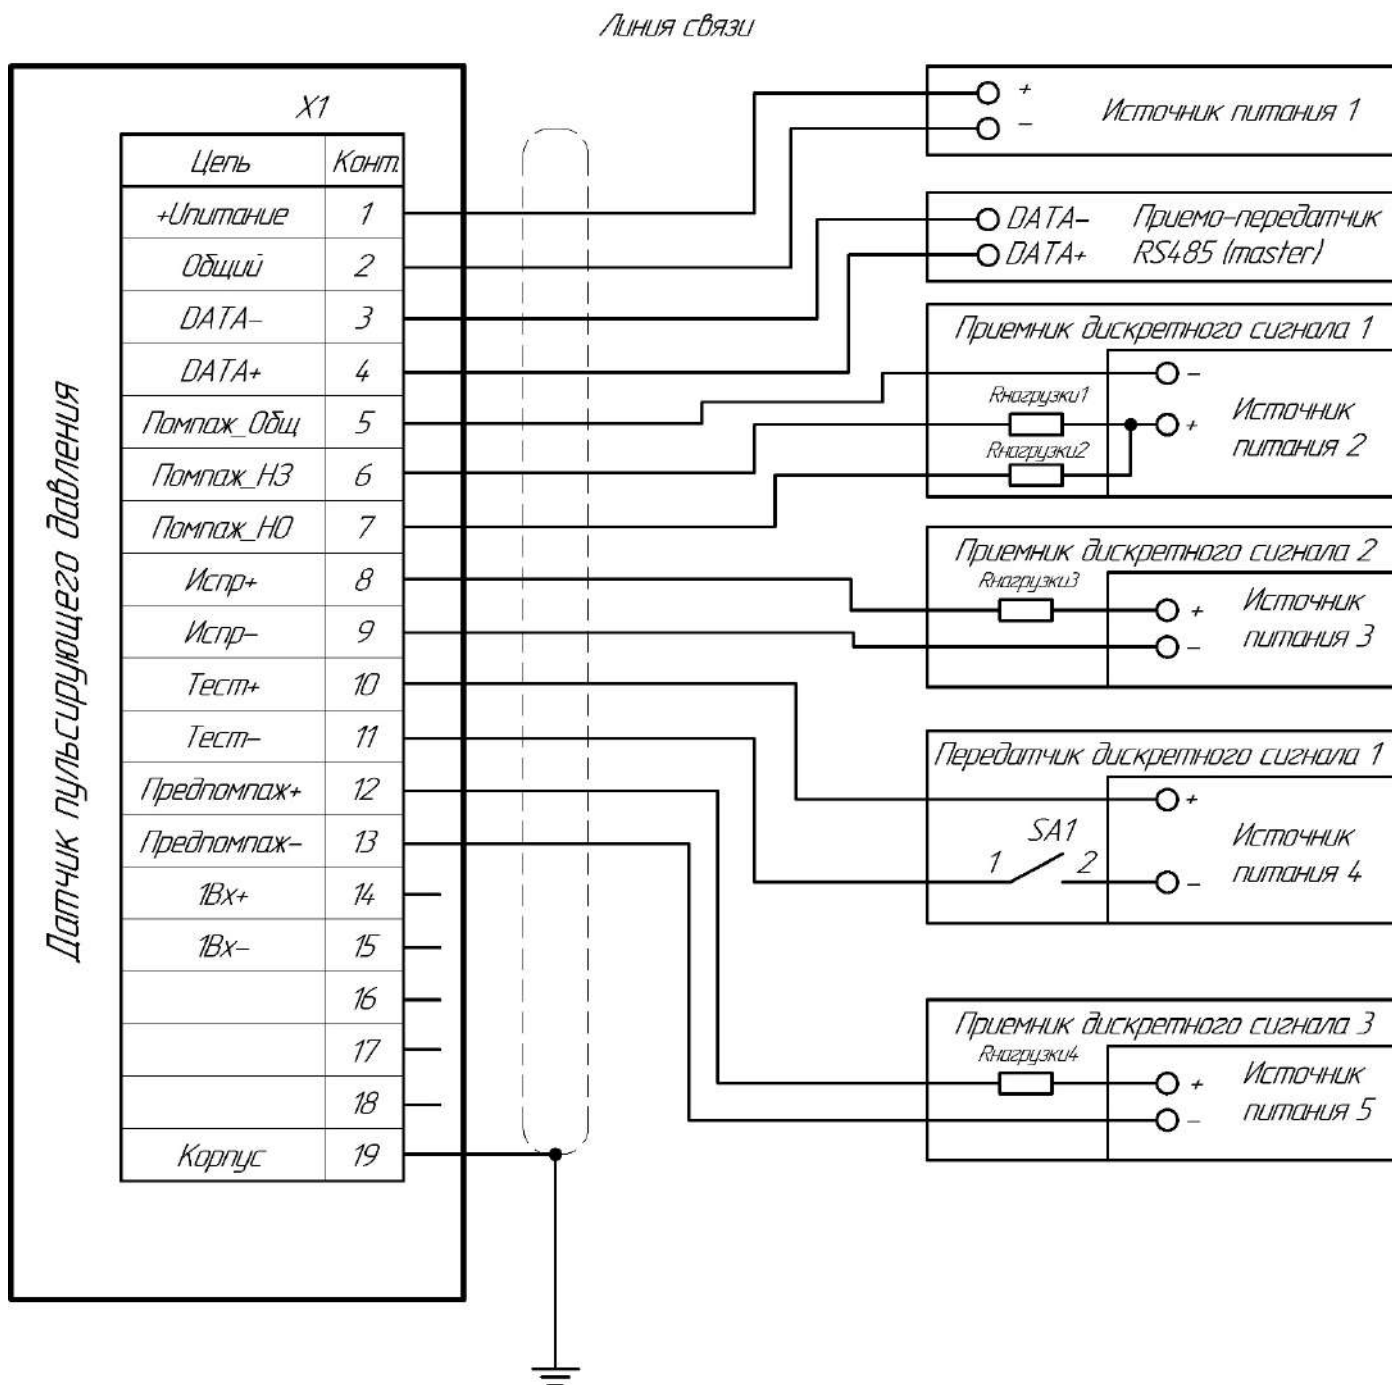 Линия связи
Датчик пульсирующего давления
X1
Цепь Конт.
+Uпитание 1
Общий 2
DATA- 3
DATA+ 4
Помпаж_Общ 5
Помпаж_НЗ 6
Помпаж_НО 7
Испр+ 8
Испр- 9
Тест+ 10
Тест- 11
Предпомпаж+ 12
Предпомпаж- 13
1Вх+ 14
1Вх- 15
16
17
18
Корпус 19
+
-
Источник питания 1
DATA-
DATA+
Приемо-передатчик
RS485 (master)
Приемник дискретного сигнала 1
-
Rнагрузки1
+
Rнагрузки2
Источник
питания 2
Приемник дискретного сигнала 2
Rнагрузки3
+
-
Источник
питания 3
Передатчик дискретного сигнала 1
+
SA1
1 2
-
Источник
питания 4
Приемник дискретного сигнала 3
Rнагрузки4
+
-
Источник
питания 5